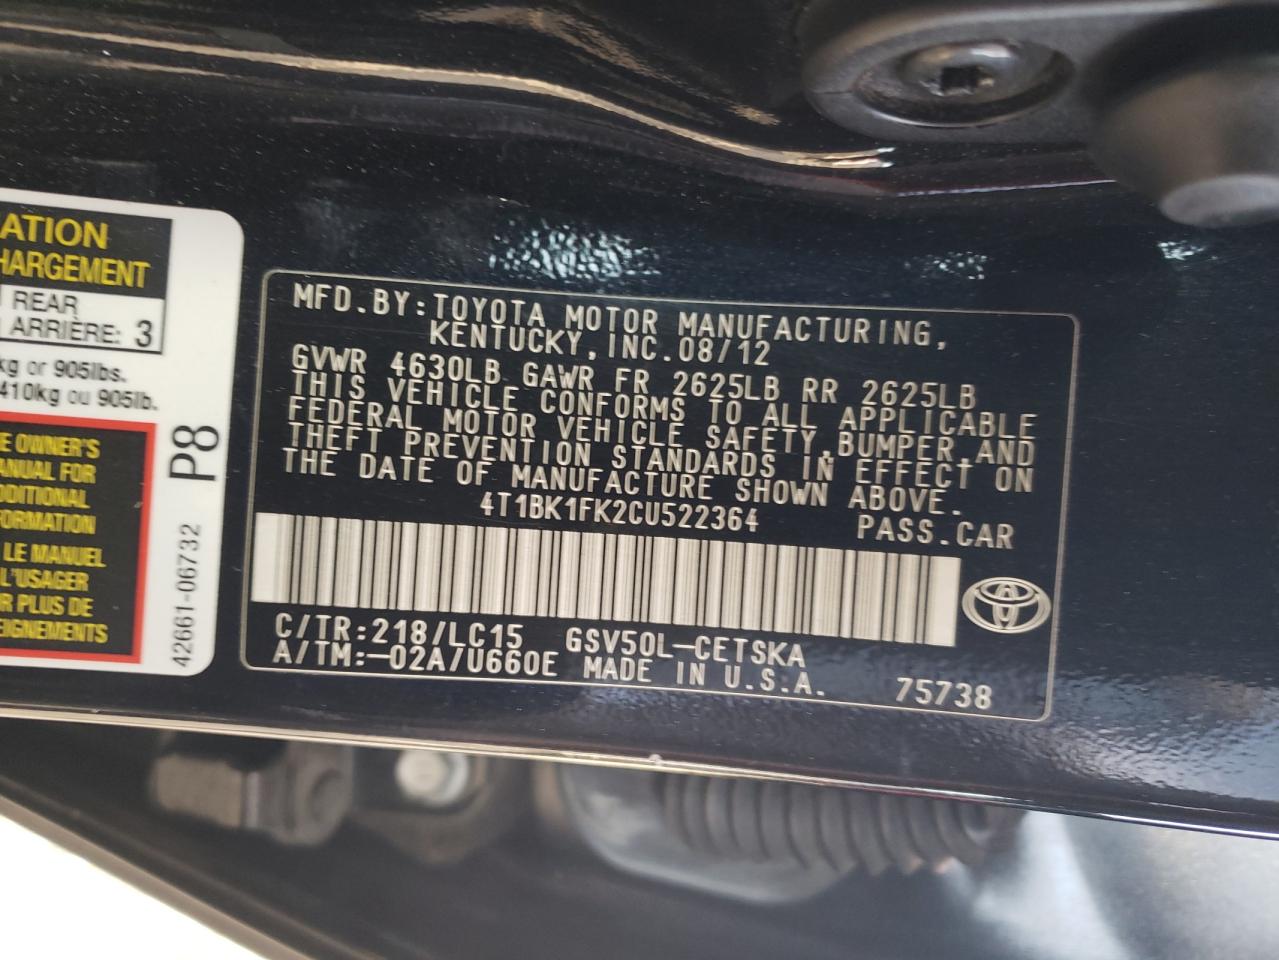 ATION
HARGEMENT
REAR
ARRIÈRE: 3
kg or 905lbs.
410kg ou 905lb.
OWNER'S
MANUAL FOR
ADDITIONAL
FORMATION
LE MANUEL
L'USAGER
PLUS DE
EIGNEMENTS
P8
42661-06732
MFD.BY:TOYOTA MOTOR MANUFACTURING,
KENTUCKY,INC.08/12
GVWR 4630LB GAWR FR 2625LB RR 2625LB
THIS VEHICLE CONFORMS TO ALL APPLICABLE
FEDERAL MOTOR VEHICLE SAFETY,BUMPER,AND
THEFT PREVENTION STANDARDS IN EFFECT ON
THE DATE OF MANUFACTURE SHOWN ABOVE.
4T1BK1FK2CU522364 PASS.CAR
C/TR:218/LC15 GSV50L-CETSKA
A/TM:-02A/U660E MADE IN U.S.A. 75738